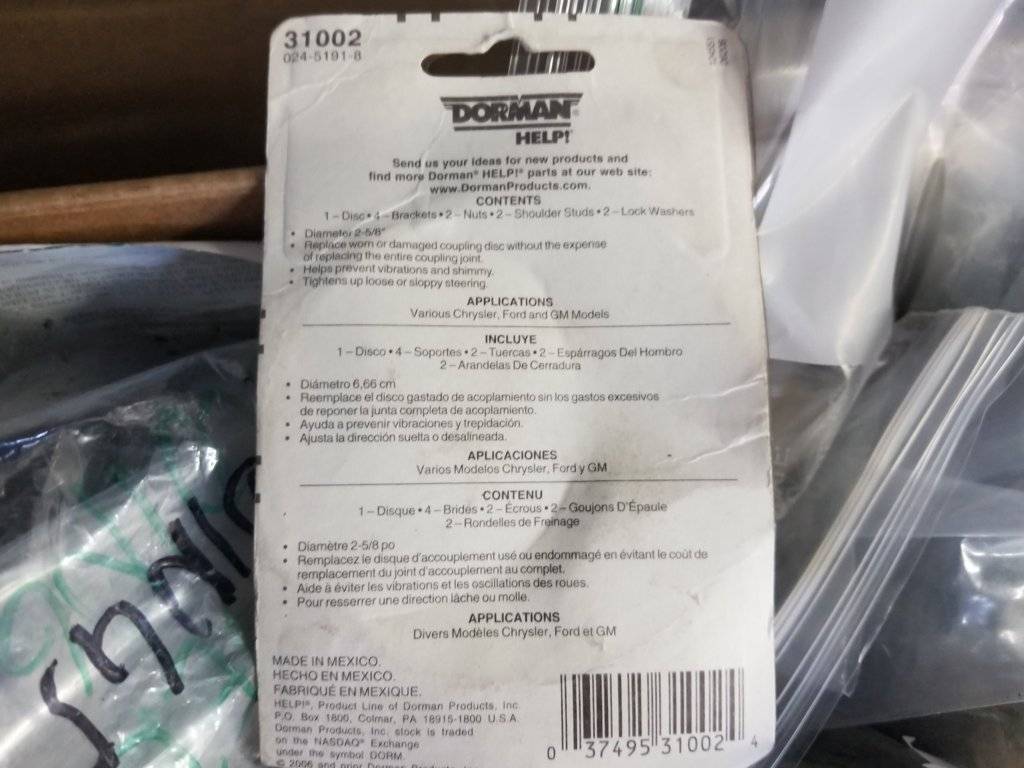 31002
024-5191-8
DORMAN®
HELP!
Send us your ideas for new products and
find more Dorman® HELP!® parts at our web site:
www.DormanProducts.com.
CONTENTS
1 – Disc • 4 – Brackets • 2 – Nuts • 2 – Shoulder Studs • 2 – Lock Washers
• Diameter 2-5/8"
• Replace worn or damaged coupling disc without the expense
of replacing the entire coupling joint.
• Helps prevent vibrations and shimmy.
• Tightens up loose or sloppy steering.
APPLICATIONS
Various Chrysler, Ford and GM Models
INCLUYE
1 – Disco • 4 – Soportes • 2 – Tuercas • 2 – Espárragos Del Hombro
2 – Arandelas De Cerradura
• Diámetro 6,66 cm
• Reemplace el disco gastado de acoplamiento sin los gastos excesivos
de reponer la junta completa de acoplamiento.
• Ayuda a prevenir vibraciones y trepidación.
• Ajusta la dirección suelta o desalineada.
APLICACIONES
Varios Modelos Chrysler, Ford y GM
CONTENU
1 – Disque • 4 – Brides • 2 – Écrous • 2 – Goujons D'Épaule
2 – Rondelles de Freinage
• Diamètre 2-5/8 po
• Remplacez le disque d'accouplement usé ou endommagé en évitant le coût de
remplacement du joint d'accouplement au complet.
• Aide à éviter les vibrations et les oscillations des roues.
• Pour resserrer une direction lâche ou molle.
APPLICATIONS
Divers Modèles Chrysler, Ford et GM
MADE IN MEXICO.
HECHO EN MEXICO.
FABRIQUÉ EN MEXIQUE.
HELP!®, Product Line of Dorman Products, Inc.
P.O. Box 1800, Colmar, PA 18915-1800 U.S.A.
Dorman Products, Inc. stock is traded
on the NASDAQ® Exchange
under the symbol DORM.
© 2006 and prior Dorman Products
0 37495 31002 4